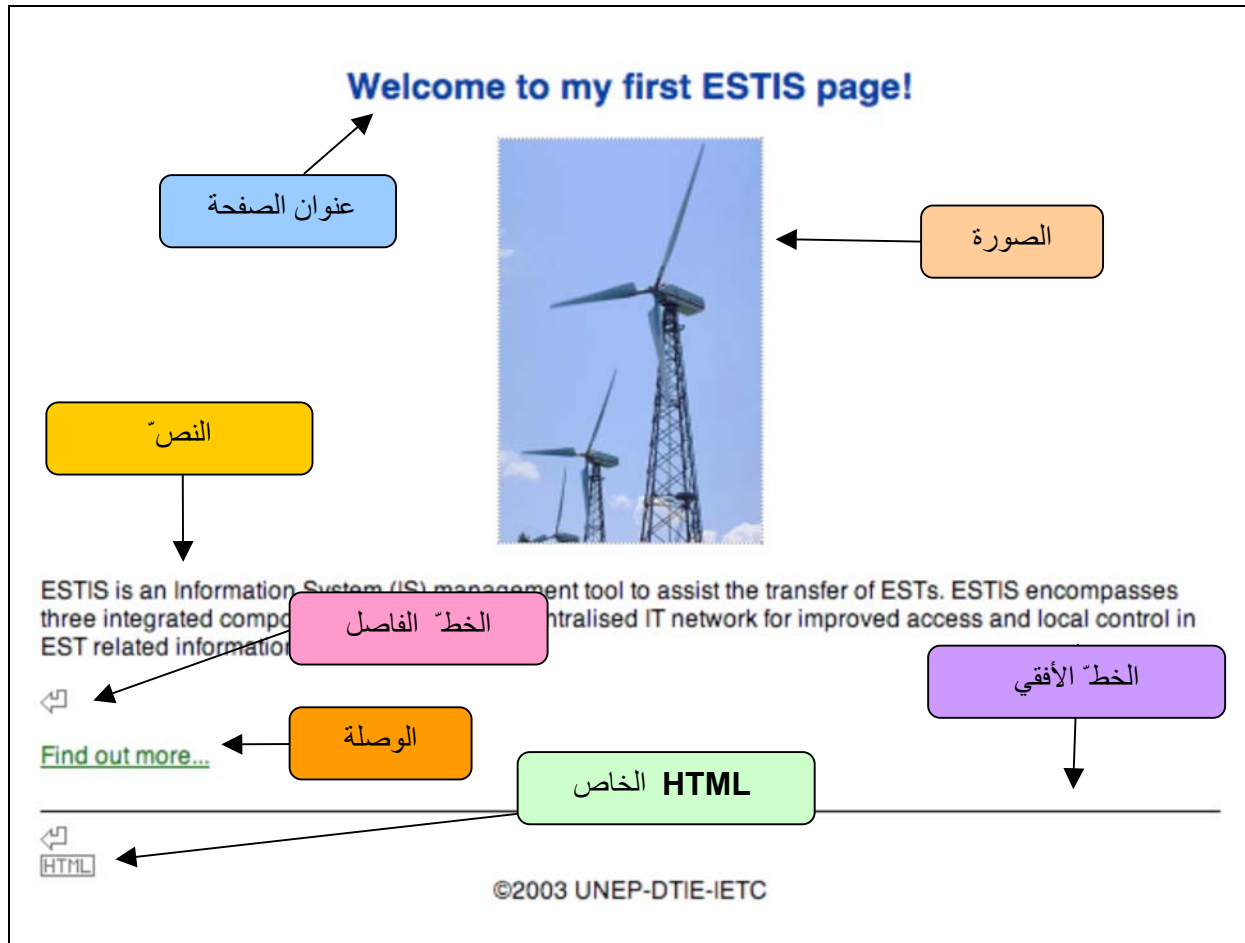 Welcome to my first ESTIS page!
عنوان الصفحة
الصورة
النصّ
ESTIS is an Information System (IS) management tool to assist the transfer of ESTs. ESTIS encompasses
three integrated ntralised IT network for improved access and local control in
EST related
الخطّ الفاصل
الخطّ الأفقي
Find out more...
الوصلة
HTML الخاص
HTML
©2003 UNEP-DTIE-IETC